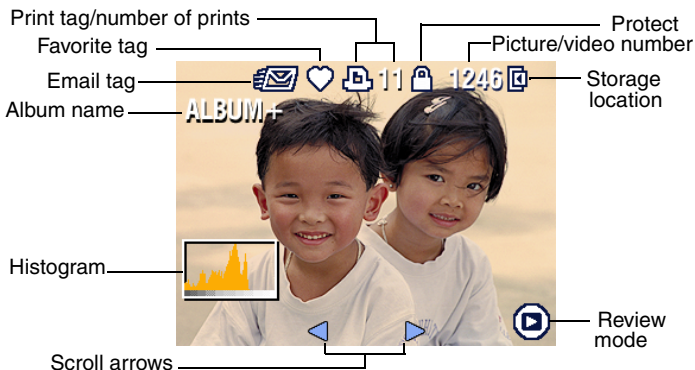 Print tag/number of prints
Favorite tag
Email tag
Album name
Protect
Picture/video number
Storage
location
11
1246
ALBUM+
Histogram
Review
mode
Scroll arrows